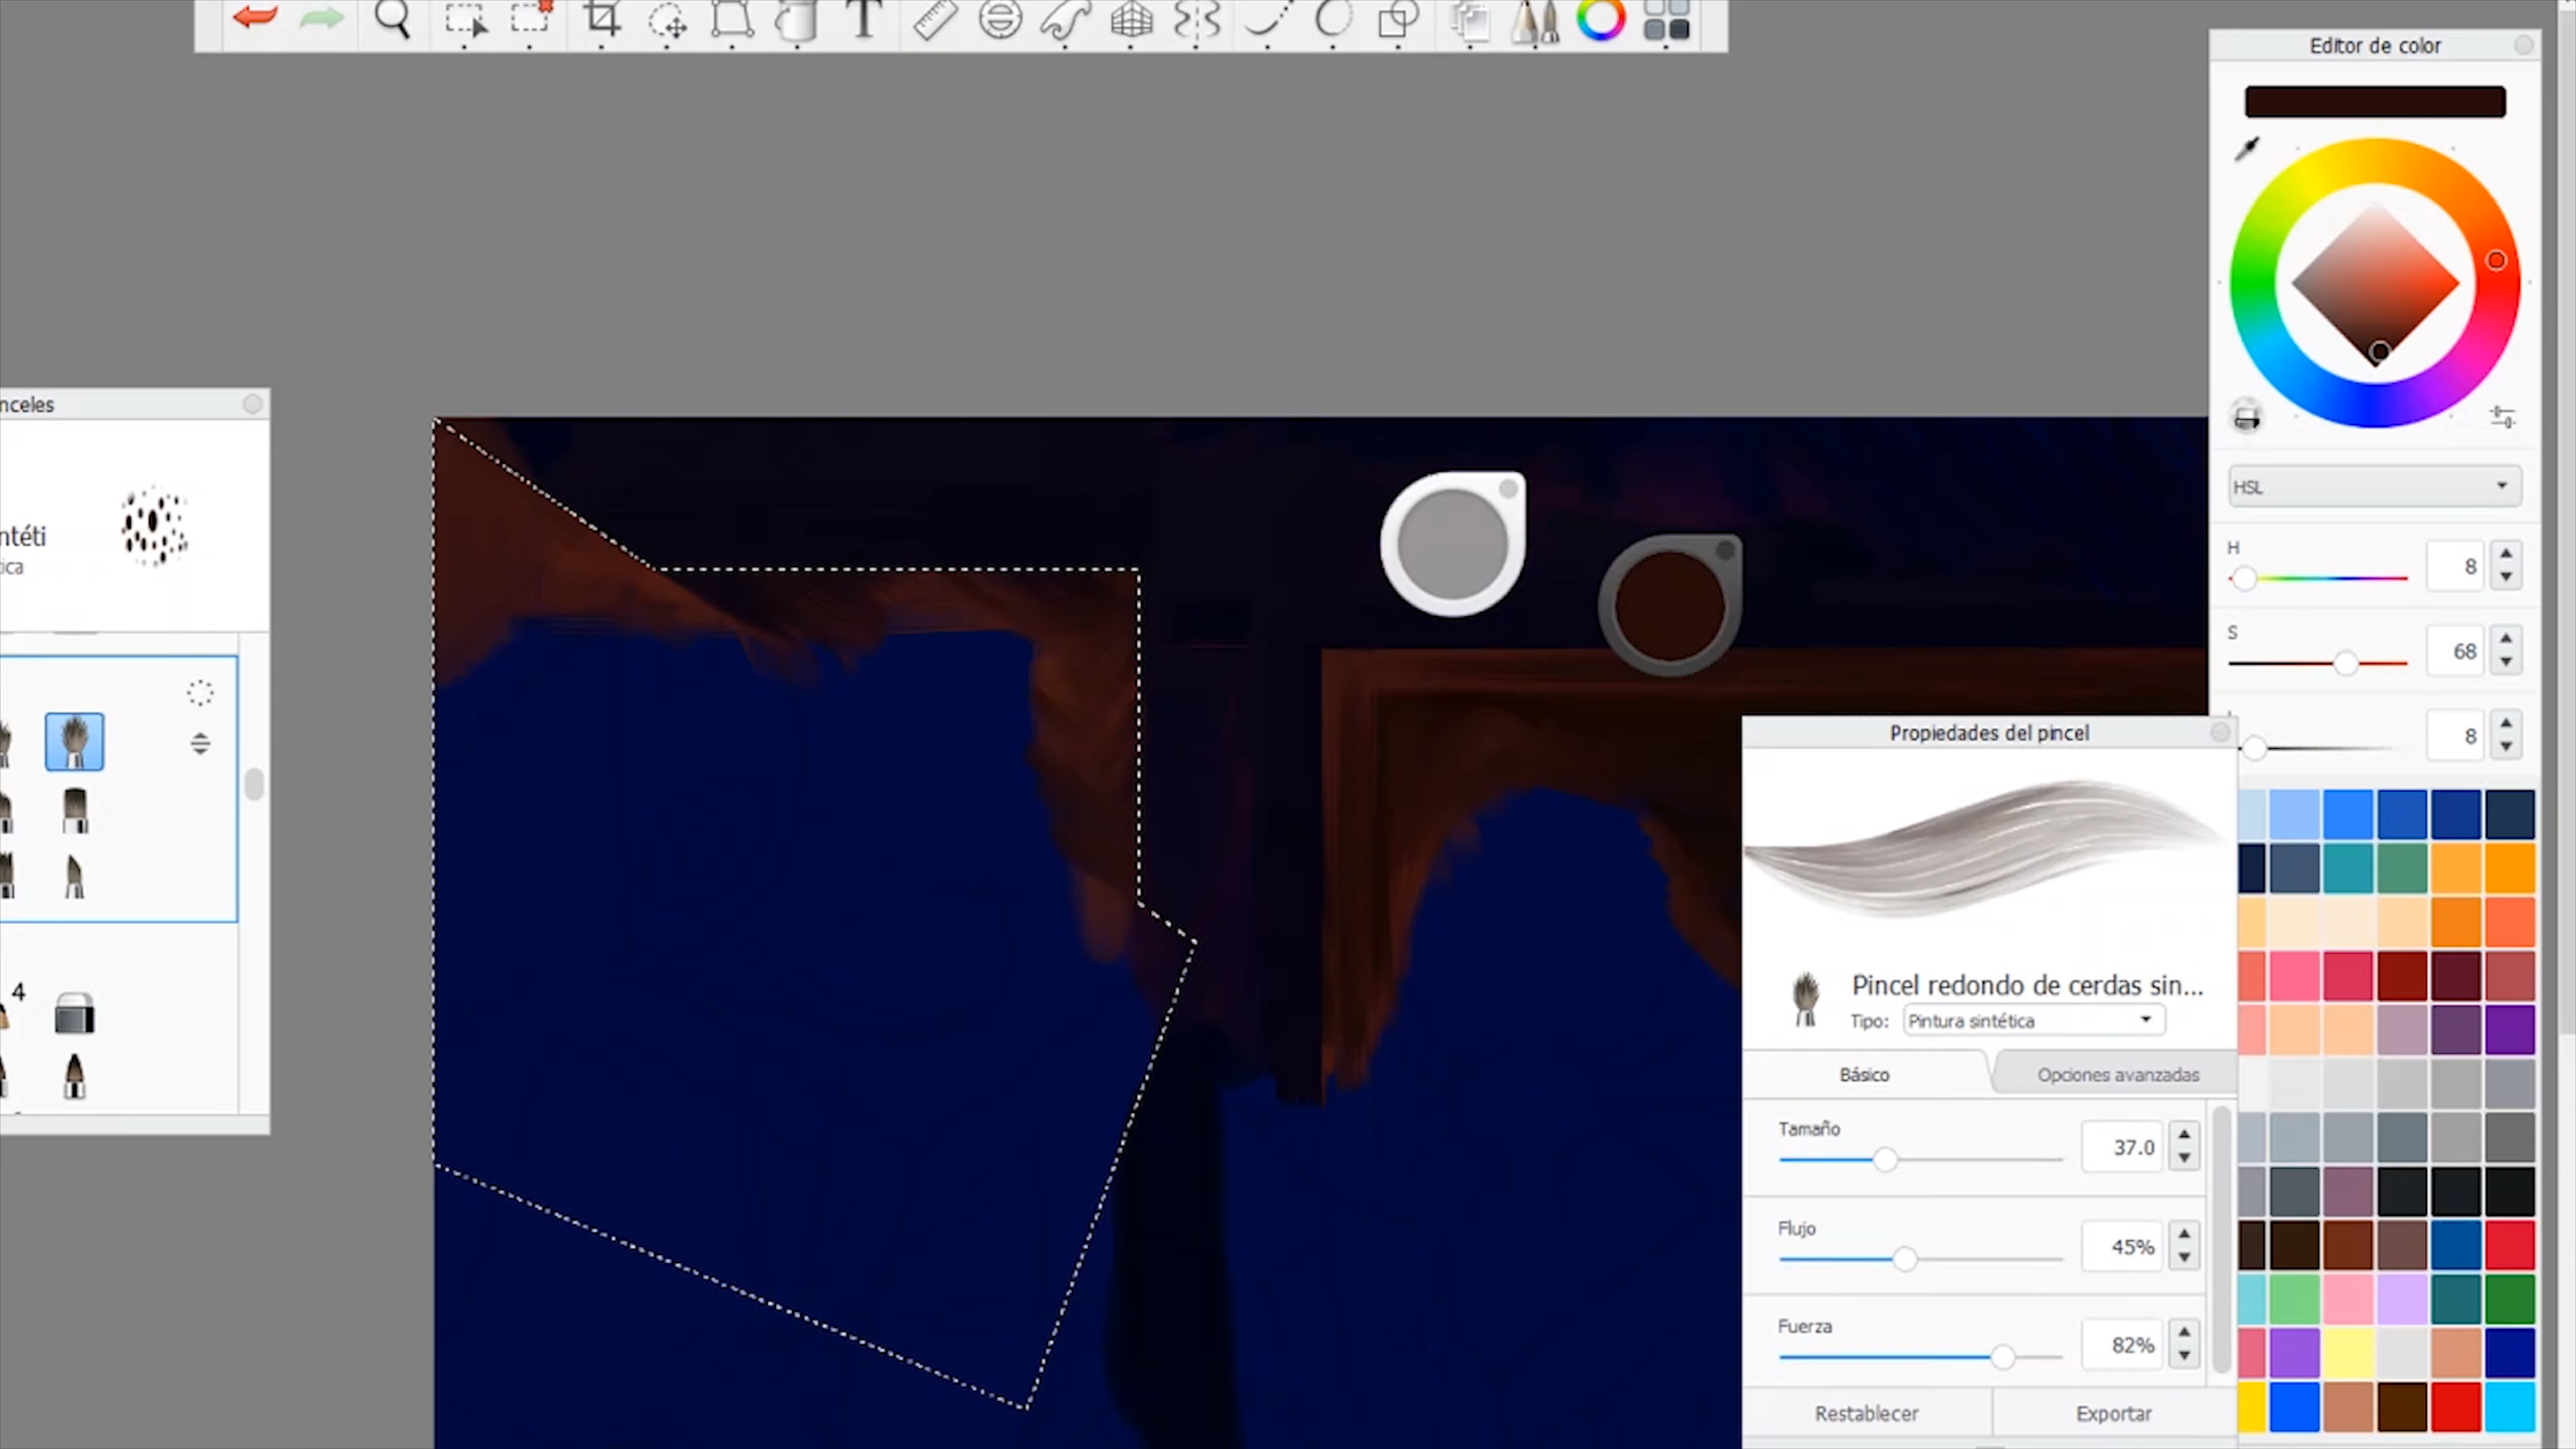 T
Editor de color
nceles
ntéti
ica
HSL
H
8
S
68
8
4
Propiedades del pincel
Pincel redondo de cerdas sin...
Tipo: Pintura sintética
Básico
Opciones avanzadas
Tamaño
37.0
Flujo
45%
Fuerza
82%
Restablecer
Exportar